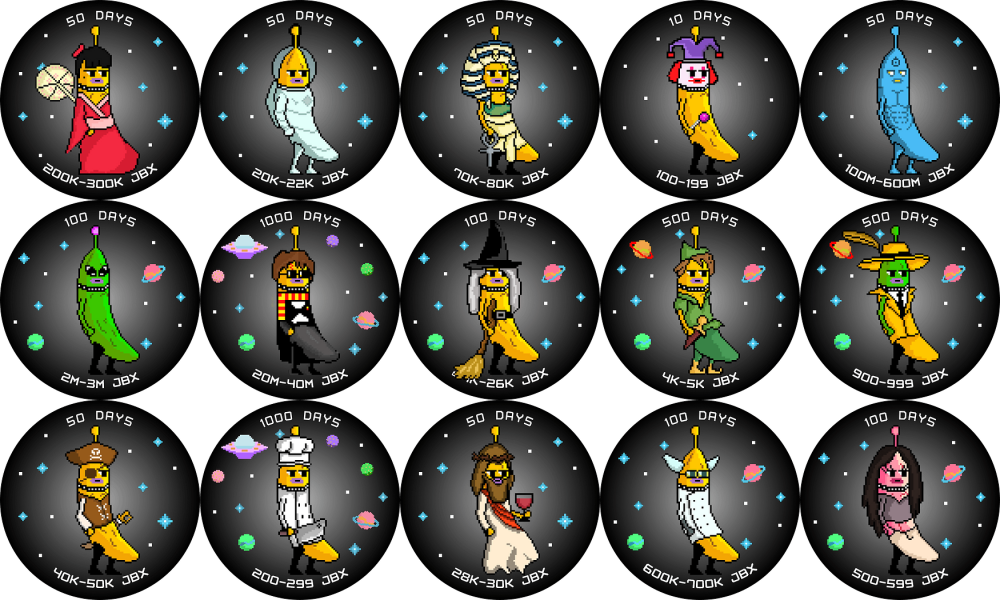 50 DAYS
200K-300K JBX
50 DAYS
20K-22K JBX
50 DAYS
70K-80K JBX
10 DAYS
100-199 JBX
50 DAYS
100M-600M JBX
100 DAYS
2M-3M JBX
1000 DAYS
20M-40M JBX
100 DAYS
-26K JBX
500 DAYS
4K-5K JBX
500 DAYS
900-999 JBX
50 DAYS
40K-50K JBX
1000 DAYS
200-299 JBX
50 DAYS
28K-30K JBX
100 DAYS
600K-700K JBX
100 DAYS
500-599 JBX